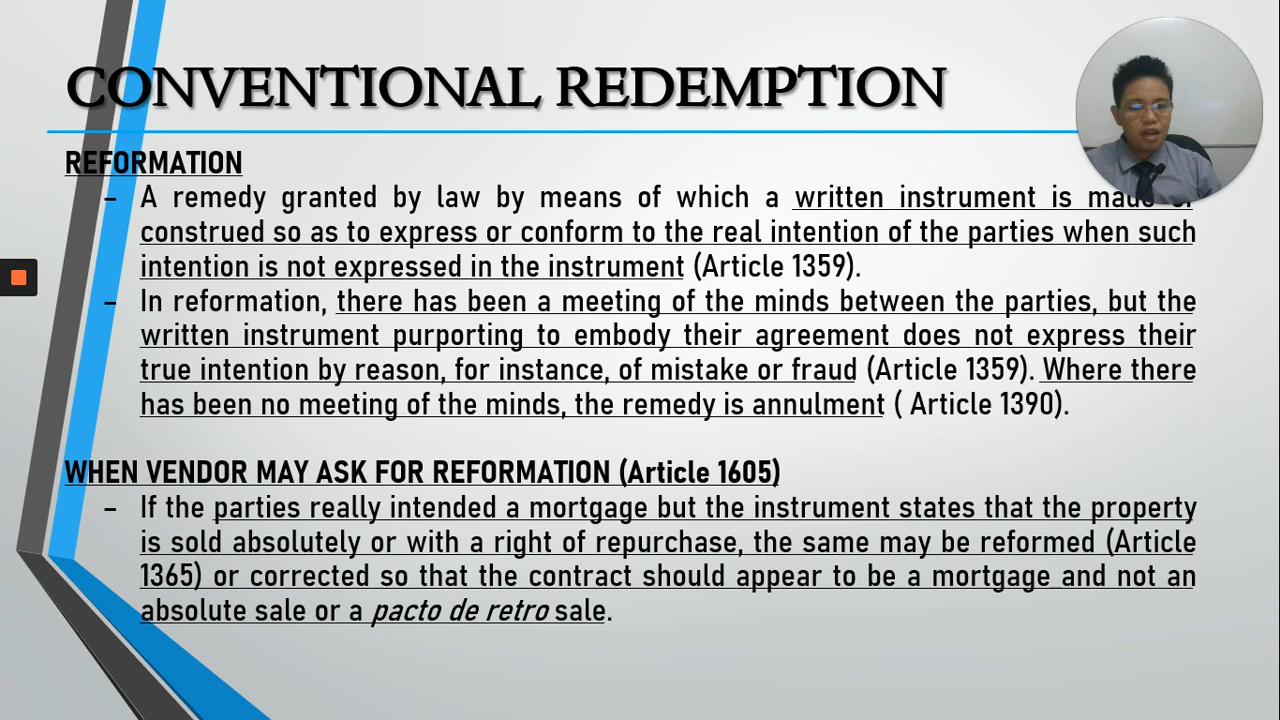 CONVENTIONAL REDEMPTION
REFORMATION
- A remedy granted by law by means of which a written instrument is made or
construed so as to express or conform to the real intention of the parties when such
intention is not expressed in the instrument (Article 1359).
- In reformation, there has been a meeting of the minds between the parties, but the
written instrument purporting to embody their agreement does not express their
true intention by reason, for instance, of mistake or fraud (Article 1359). Where there
has been no meeting of the minds, the remedy is annulment ( Article 1390).
WHEN VENDOR MAY ASK FOR REFORMATION (Article 1605)
- If the parties really intended a mortgage but the instrument states that the property
is sold absolutely or with a right of repurchase, the same may be reformed (Article
1365) or corrected so that the contract should appear to be a mortgage and not an
absolute sale or a pacto de retro sale.